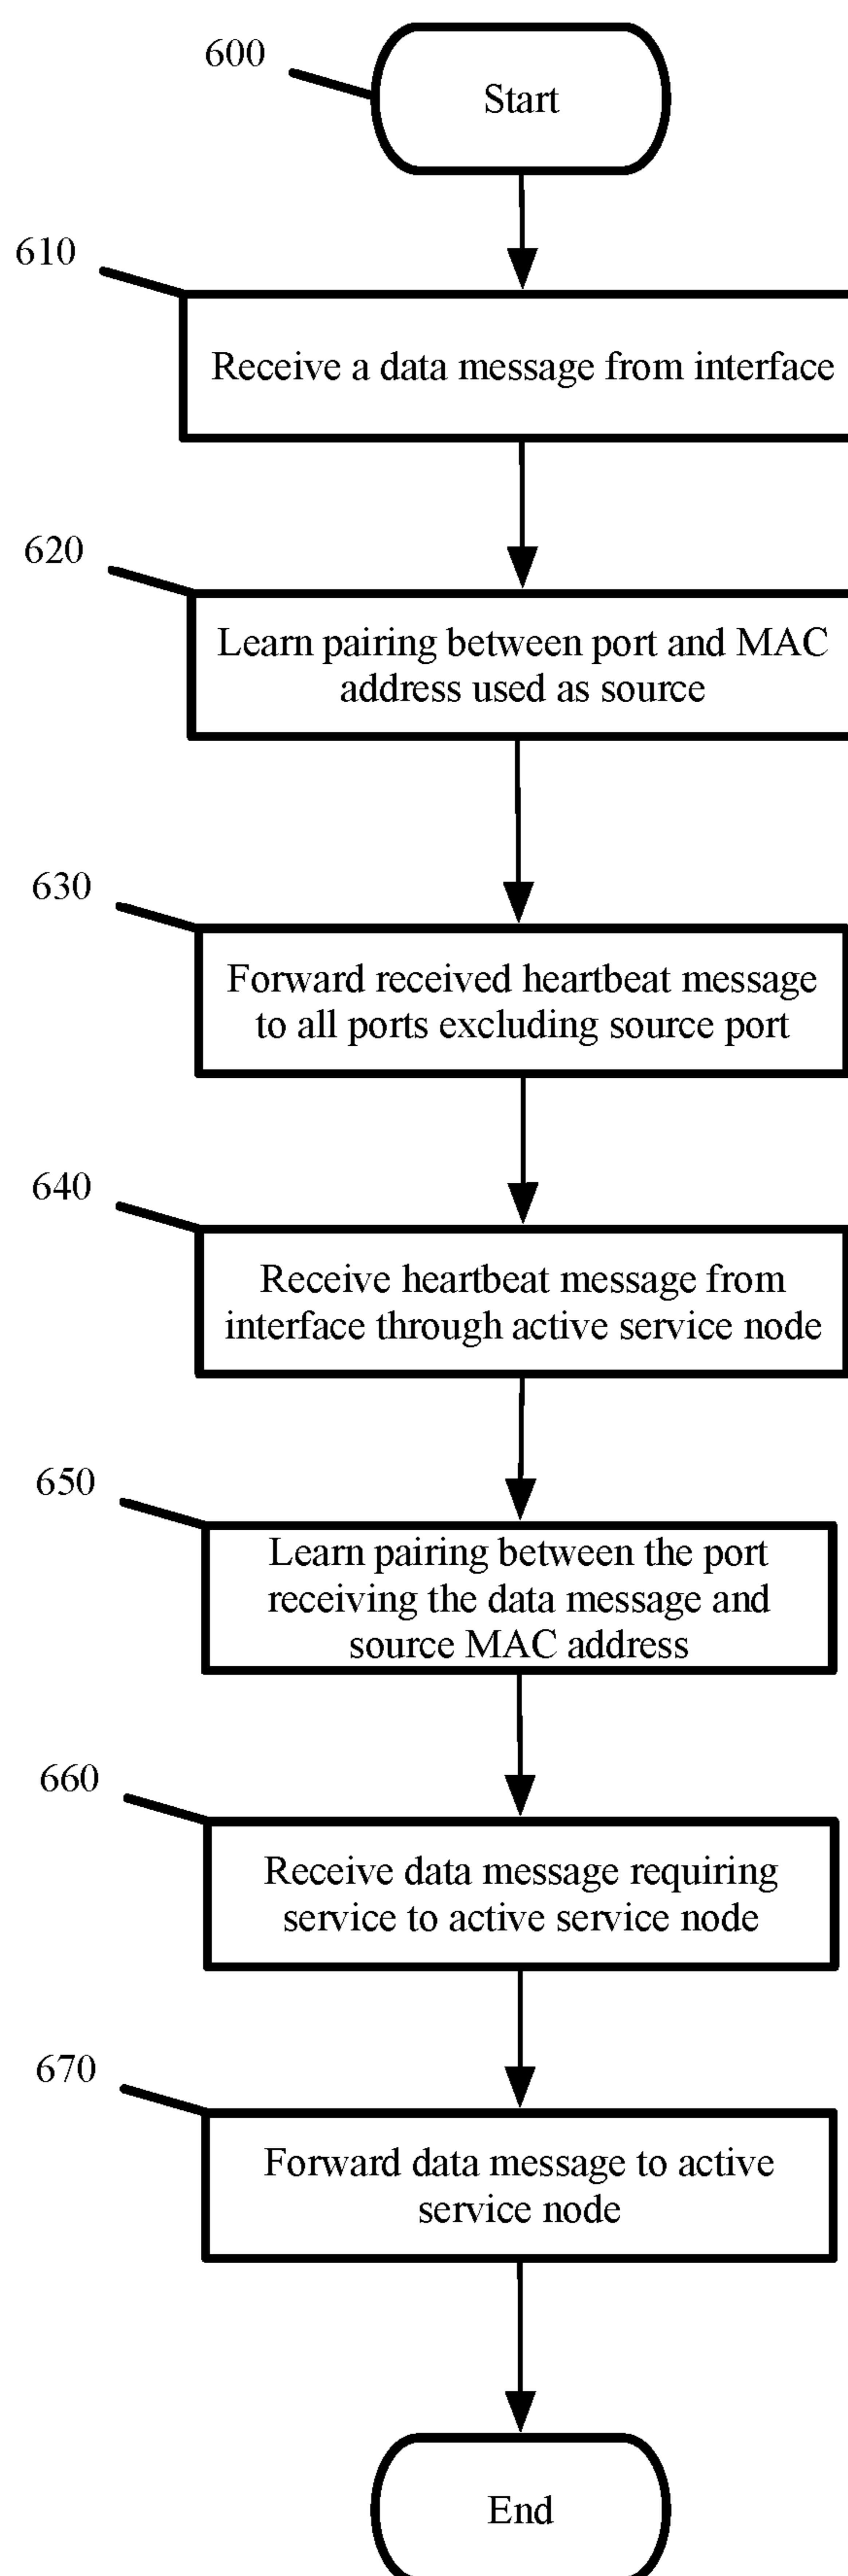 600
Start
610
Receive a data message from interface
620
Learn pairing between port and MAC
address used as source
630
Forward received heartbeat message
to all ports excluding source port
640
Receive heartbeat message from
interface through active service node
650
Learn pairing between the port
receiving the data message and
source MAC address
660
Receive data message requiring
service to active service node
670
Forward data message to active
service node
End